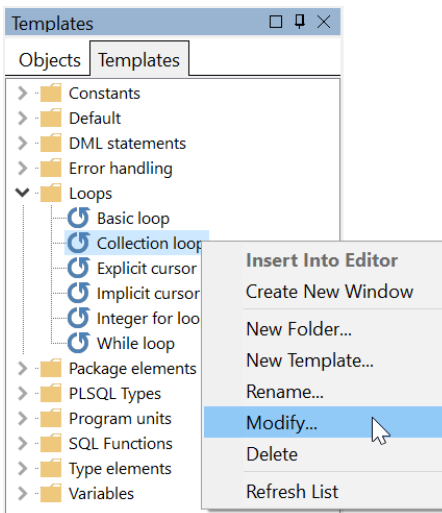 Templates
Objects Templates
Constants
Default
DML statements
Error handling
Loops
Basic loop
Collection loop
Explicit cursor
Implicit cursor
Integer for loo
While loop
Package elements
PLSQL Types
Program units
SQL Functions
Type elements
Variables
Insert Into Editor
Create New Window
New Folder...
New Template...
Rename...
Modify...
Delete
Refresh List